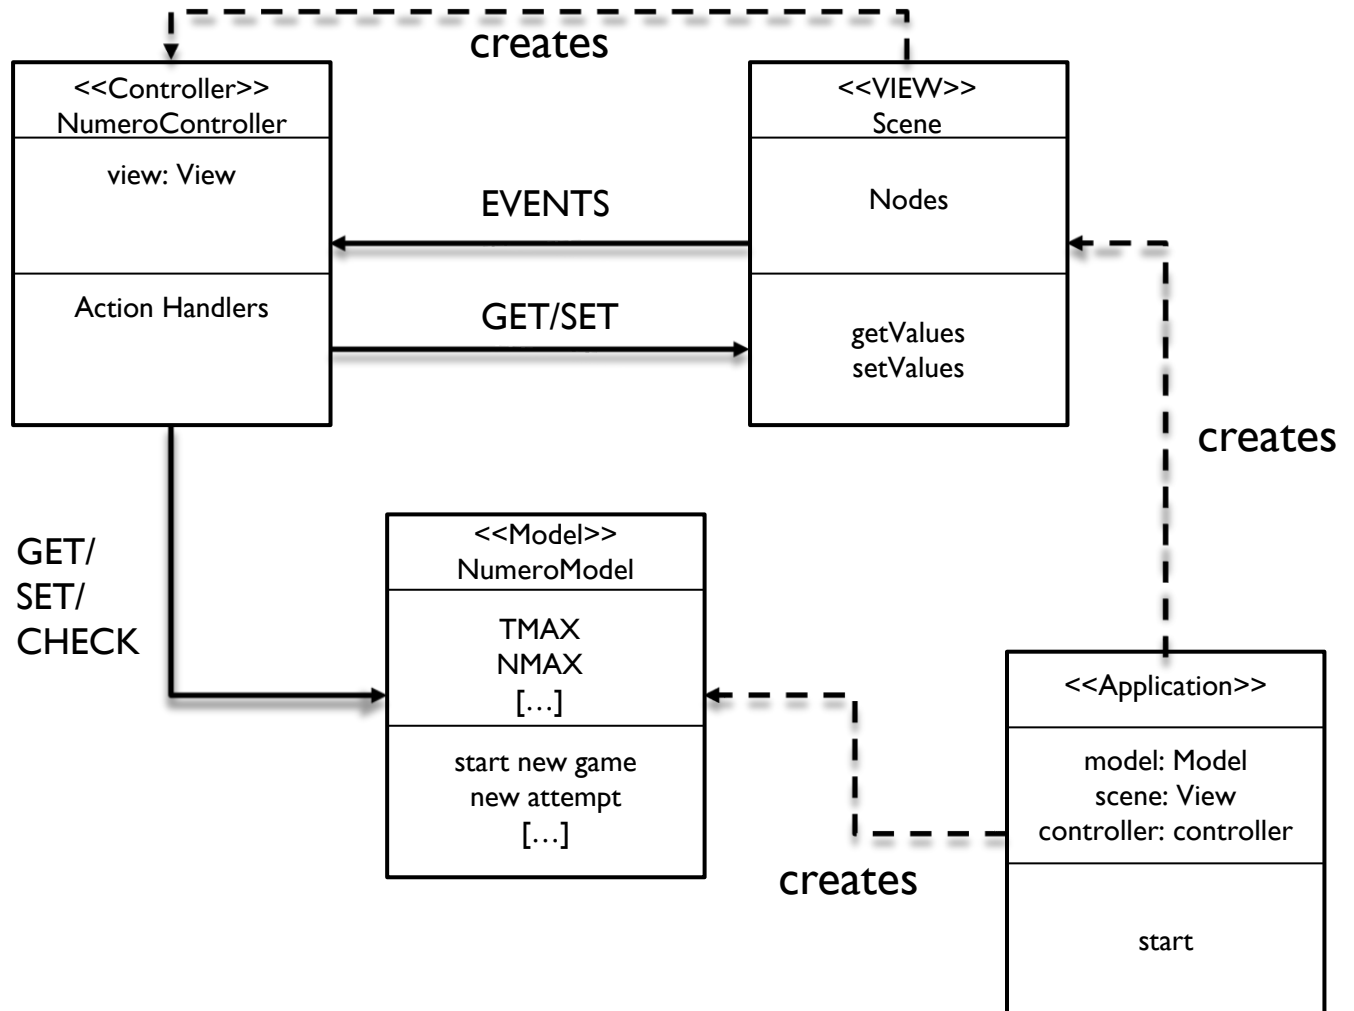 creates
<<Controller>>
NumeroController
view: View
Action Handlers
EVENTS
GET/SET
<<VIEW>>
Scene
Nodes
getValues
setValues
creates
GET/
SET/
CHECK
<<Model>>
NumeroModel
TMAX
NMAX
[...]
start new game
new attempt
[...]
creates
<<Application>>
model: Model
scene: View
controller: controller
start